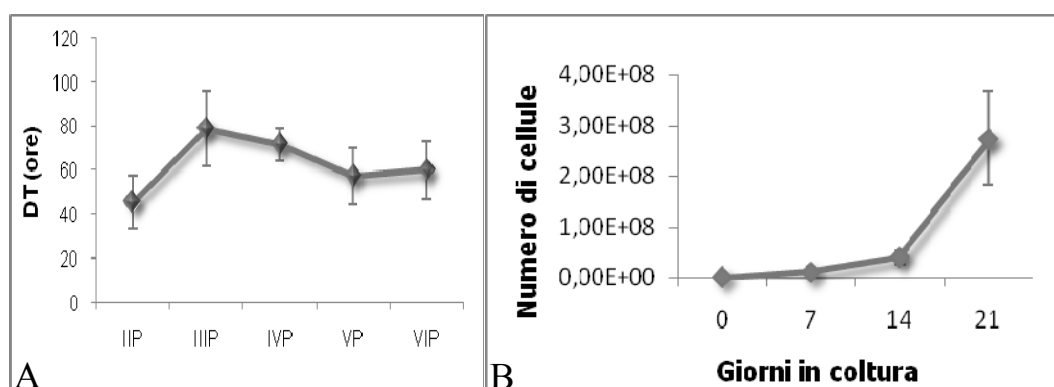 120
100
80
60
40
20
0
DT (ore)
IIP
IIIP
IVP
VP
VIP
A
4,00E+08
3,00E+08
2,00E+08
1,00E+08
0,00E+00
Numero di cellule
0
7
14
21
Giorni in coltura
B